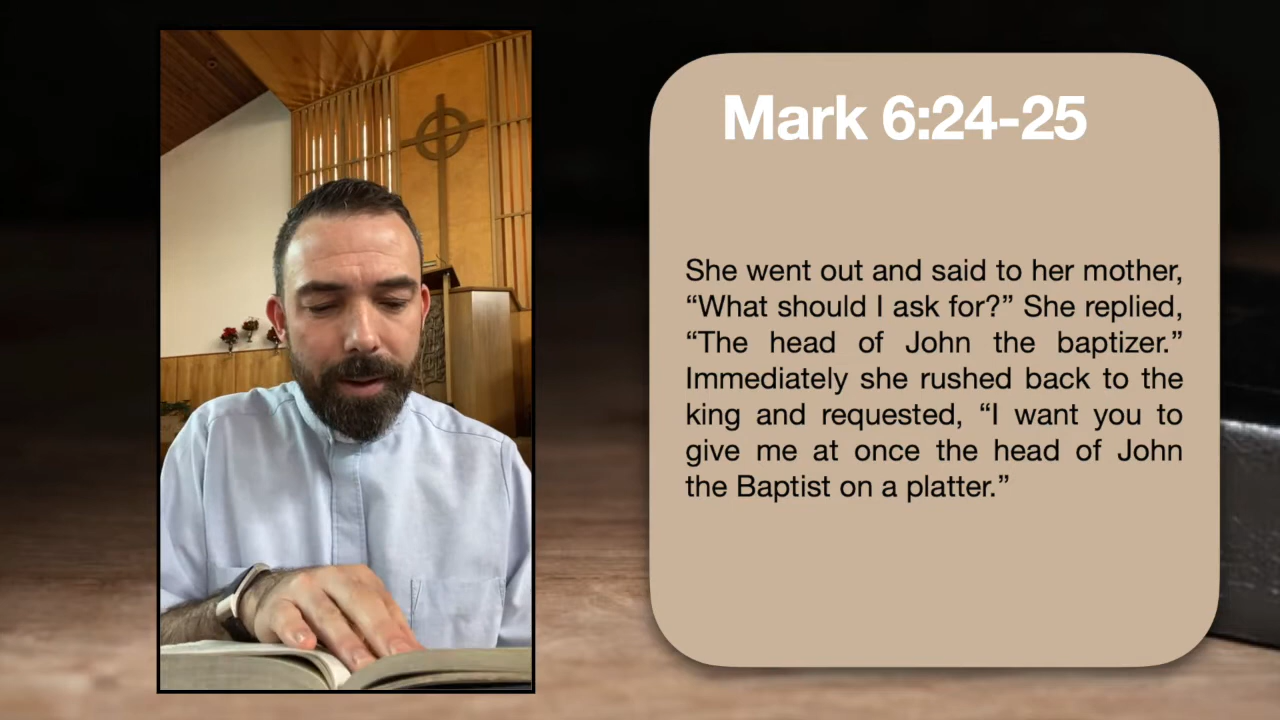 Mark 6:24-25
She went out and said to her mother,
“What should I ask for?” She replied,
“The head of John the baptizer.”
Immediately she rushed back to the
king and requested, “I want you to
give me at once the head of John
the Baptist on a platter.”